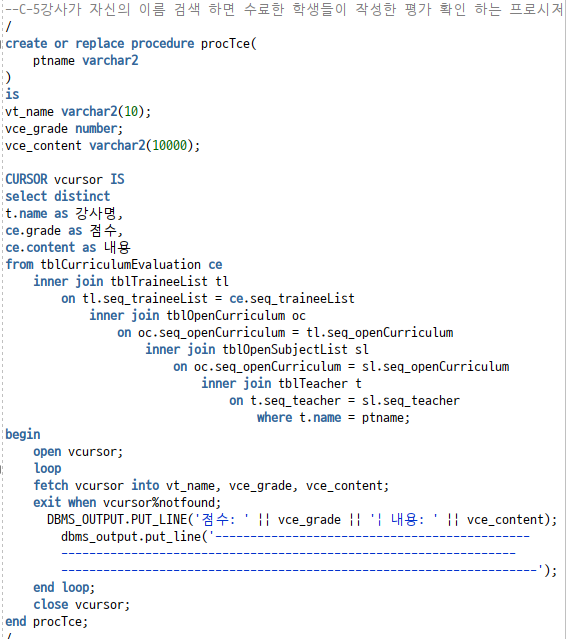 --C-5강사가 자신의 이름 검색 하면 수료한 학생들이 작성한 평가 확인 하는 프로시저
/
create or replace procedure procTce(
    ptname varchar2
)
is
vt_name varchar2(10);
vce_grade number;
vce_content varchar2(10000);

CURSOR vcursor IS
select distinct
t.name as 강사명,
ce.grade as 점수,
ce.content as 내용
from tblCurriculumEvaluation ce
    inner join tblTraineeList tl
        on tl.seq_traineeList = ce.seq_traineeList
            inner join tblOpenCurriculum oc
                on oc.seq_openCurriculum = tl.seq_openCurriculum
                    inner join tblOpenSubjectList sl
                        on oc.seq_openCurriculum = sl.seq_openCurriculum
                            inner join tblTeacher t
                                on t.seq_teacher = sl.seq_teacher
                                    where t.name = ptname;
begin
    open vcursor;
    loop
    fetch vcursor into vt_name, vce_grade, vce_content;
    exit when vcursor%notfound;
      DBMS_OUTPUT.PUT_LINE('점수: ' || vce_grade || '| 내용: ' || vce_content);
        dbms_output.put_line('---------------------------------------------
        -----------------------------------------------------------------
        --------------------------------------------------------------------');
    end loop;
    close vcursor;
end procTce;
/